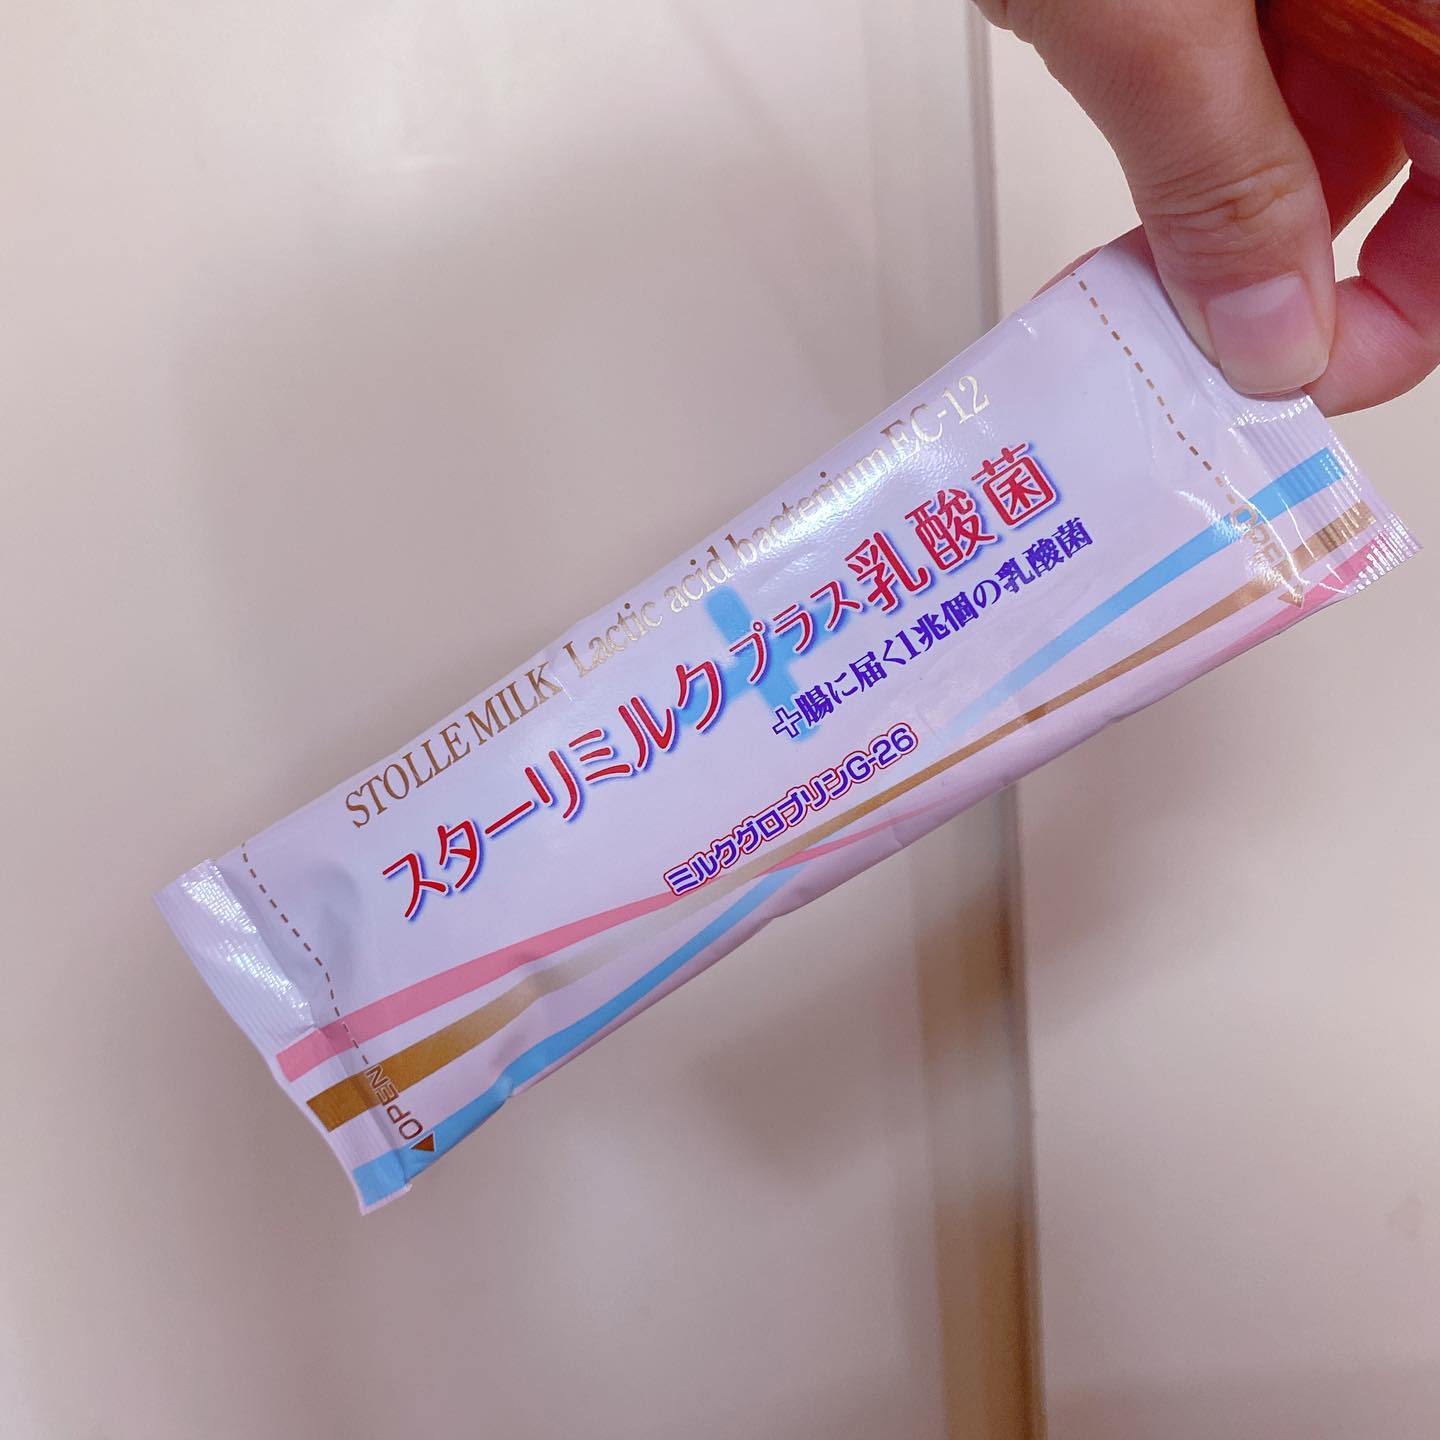 STOLLE MILK Lactic acid bacterium EC-12
スターリミルクプラス乳酸菌
+腸に届く1兆個の乳酸菌
ミルクグロブリンG-26
OPEN
OPEN